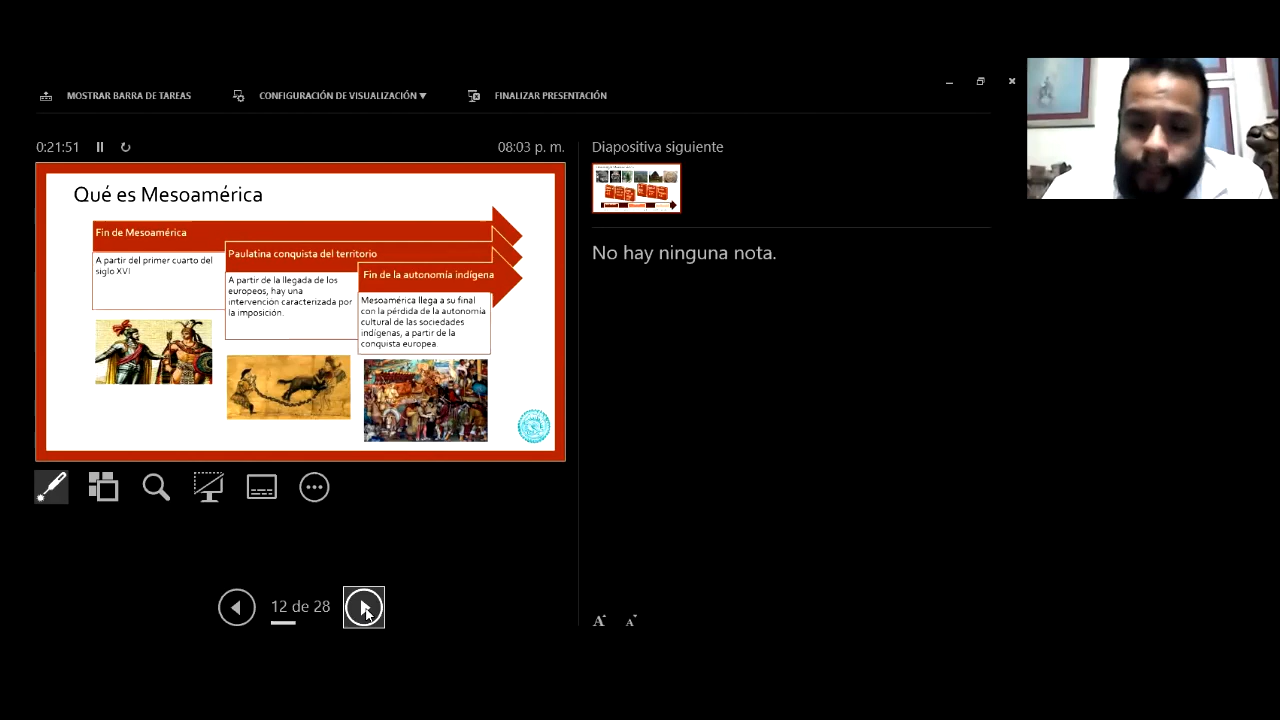 MOSTRAR BARRA DE TAREAS
CONFIGURACIÓN DE VISUALIZACIÓN ▼
FINALIZAR PRESENTACIÓN
0:21:51
08:03 p. m.
Diapositiva siguiente
Qué es Mesoamérica
Fin de Mesoamérica
A partir del primer cuarto del
siglo XVI
Paulatina conquista del territorio
A partir de la llegada de los
europeos, hay una
intervención caracterizada por
la imposición.
Fin de la autonomía indígena
Mesoamérica llega a su final
con la pérdida de la autonomía
cultural de las sociedades
indígenas, a partir de la
conquista europea
No hay ninguna nota.
12 de 28
A A